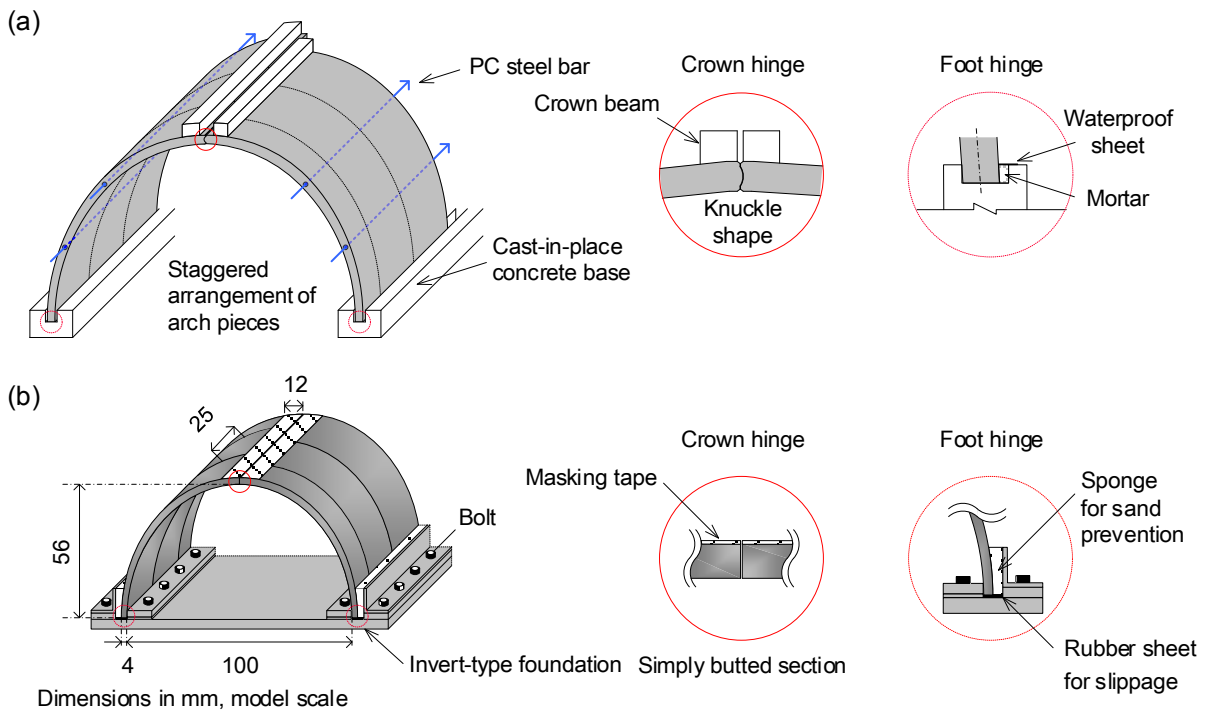 (a)
PC steel bar
Crown hinge
Foot hinge
Crown beam
Waterproof
sheet
Mortar
Knuckle
shape
Cast-in-place
concrete base
Staggered
arrangement of
arch pieces
(b)
12
25
Crown hinge
Foot hinge
Masking tape
Sponge
for sand
prevention
Bolt
56
4
100
Invert-type foundation
Simply butted section
Rubber sheet
for slippage
Dimensions in mm, model scale